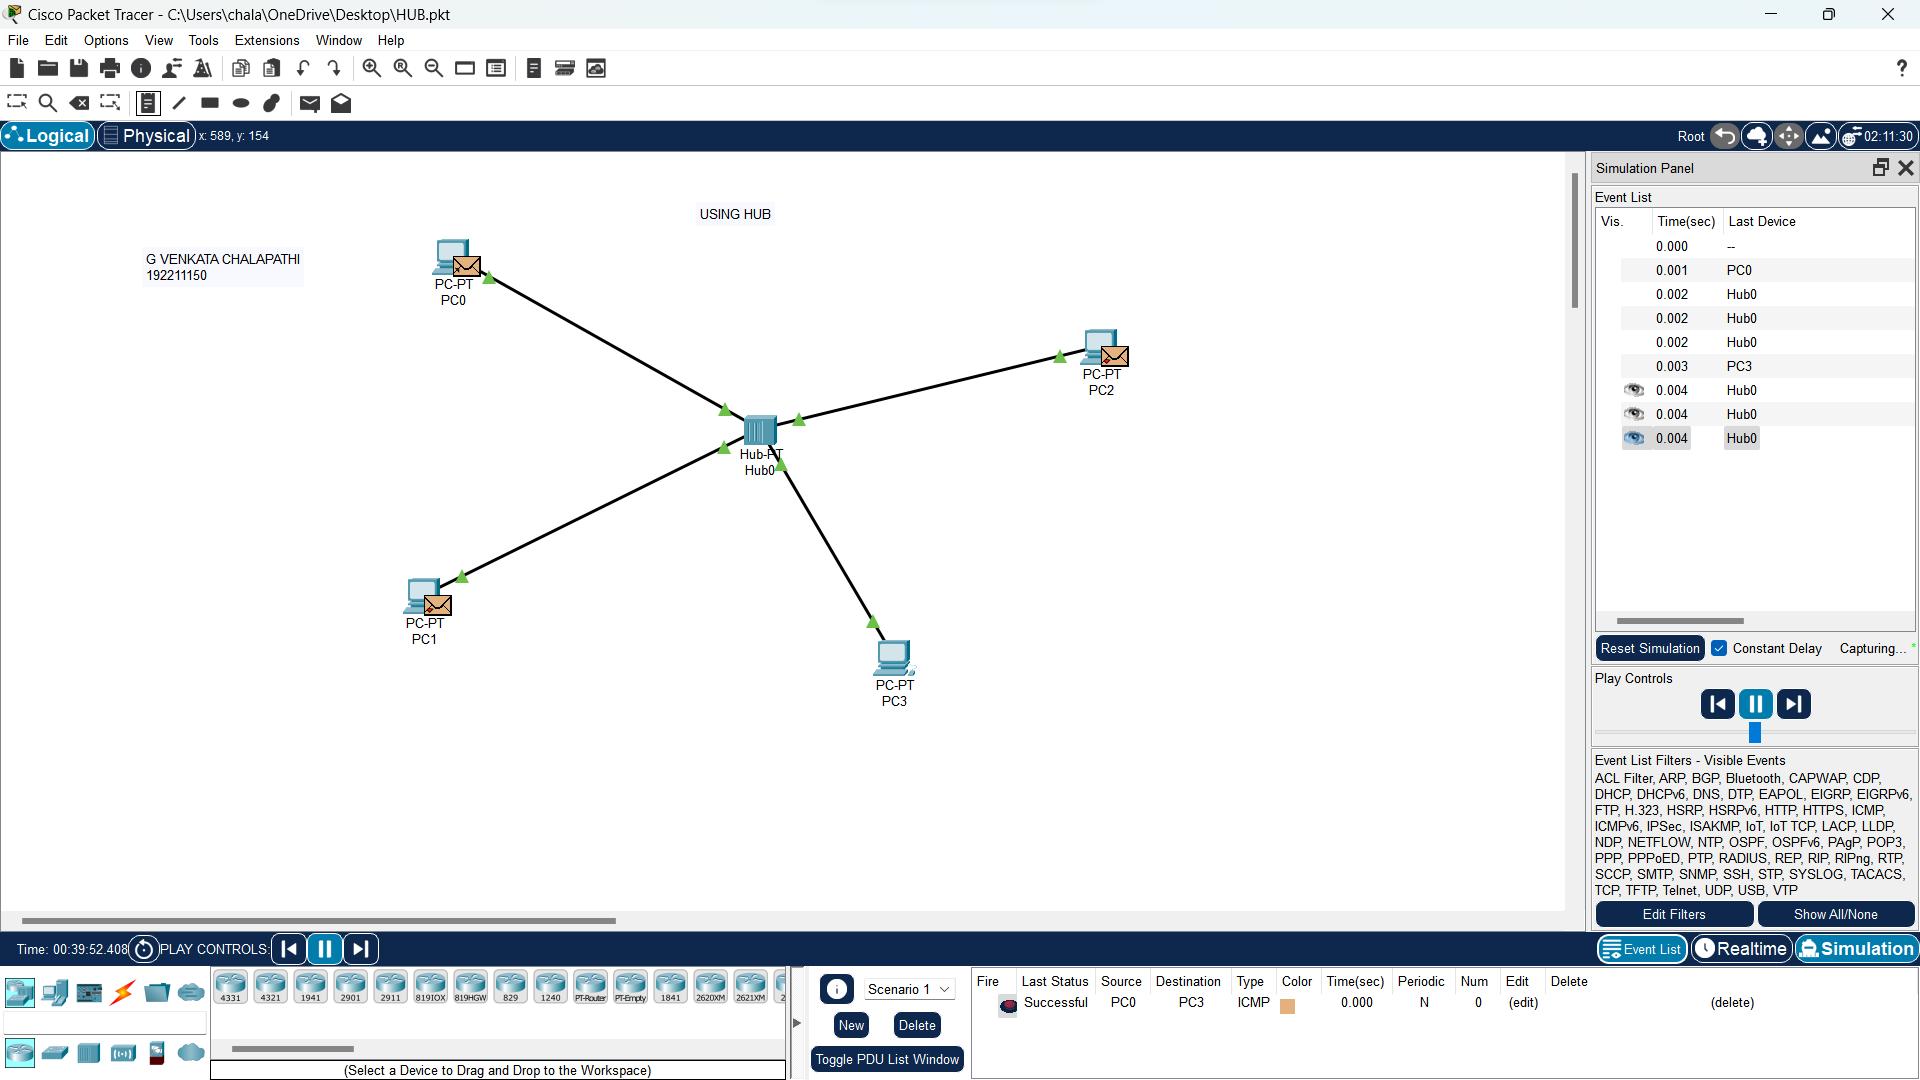 Cisco Packet Tracer - C:\Users\chala\OneDrive\Desktop\HUB.pkt
File Edit Options View Tools Extensions Window Help
Logical Physical x: 589, y: 154 Root 02:11:30
USING HUB
G VENKATA CHALAPATHI
192211150
PC-PT
PC0
PC-PT
PC2
Hub-PT
Hub0
PC-PT
PC1
PC-PT
PC3
Simulation Panel
Event List
Vis. Time(sec) Last Device
0.000 --
0.001 PC0
0.002 Hub0
0.002 Hub0
0.002 Hub0
0.003 PC3
0.004 Hub0
0.004 Hub0
0.004 Hub0
Reset Simulation Constant Delay Capturing... *
Play Controls
Event List Filters - Visible Events
ACL Filter, ARP, BGP, Bluetooth, CAPWAP, CDP,
DHCP, DHCPv6, DNS, DTP, EAPOL, EIGRP, EIGRPv6,
FTP, H.323, HSRP, HSRPv6, HTTP, HTTPS, ICMP,
ICMPv6, IPSec, ISAKMP, IoT, IoT TCP, LACP, LLDP,
NDP, NETFLOW, NTP, OSPF, OSPFv6, PAgP, POP3,
PPP, PPPoED, PTP, RADIUS, REP, RIP, RIPng, RTP,
SCCP, SMTP, SNMP, SSH, STP, SYSLOG, TACACS,
TCP, TFTP, Telnet, UDP, USB, VTP
Edit Filters Show All/None
Time: 00:39:52.408 PLAY CONTROLS: Event List Realtime Simulation
4331 4321 1941 2901 2911 819IOX 819HGW 829 1240 PT-Router PT-Empty 1841 2620XM 2621XM 2
(Select a Device to Drag and Drop to the Workspace)
Scenario 1
New Delete
Toggle PDU List Window
Fire Last Status Source Destination Type Color Time(sec) Periodic Num Edit Delete
Successful PC0 PC3 ICMP 0.000 N 0 (edit) (delete)